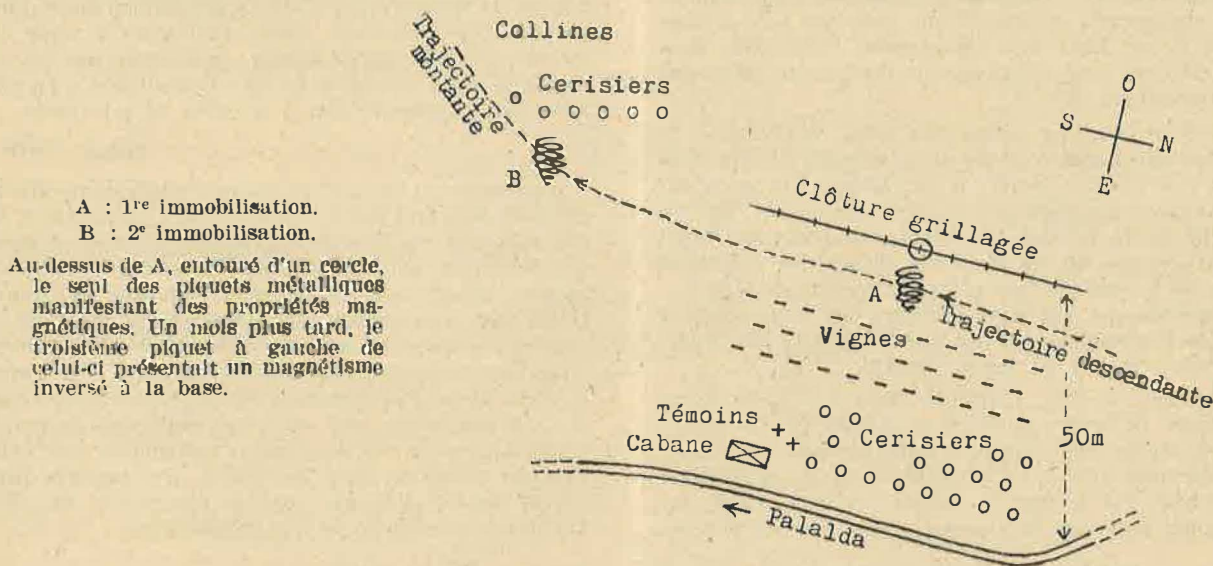 A : 1re immobilisation.
B : 2e immobilisation.
Au-dessus de A, entouré d'un cercle,
le seul des piquets métalliques
manifestant des propriétés ma-
gnétiques. Un mois plus tard, le
troisième piquet à gauche de
celui-ci présentait un magnétisme
inversé à la base.
Trajectoire
montante
Collines
Cerisiers
B
O
S
N
E
Clôture grillagée
A
Trajectoire descendante
Vignes
Témoins
Cabane
Cerisiers
50m
Palalda